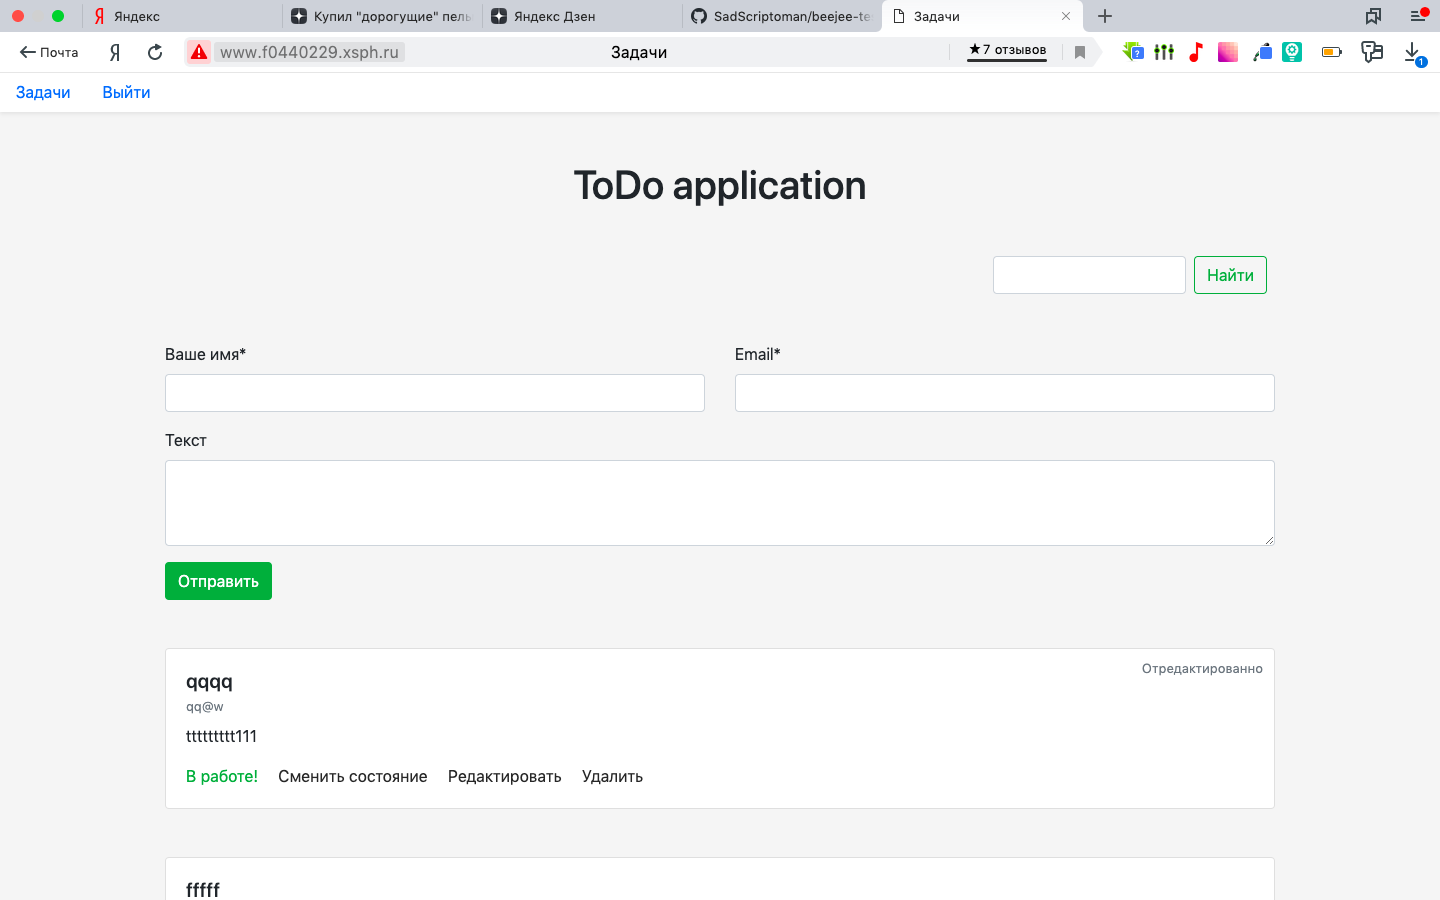 Яндекс
Купил "дорогущие"
Яндекс Дзен
SadScriptoman/beejee-te
Задачи
Почта
Я
www.f0440229.xsph.ru
Задачи
★7 отзывов
1
Задачи
Выйти
ToDo application
Найти
Ваше имя*
Email*
Текст
Отправить
Отредактированно
qqqq
qq@w
ttttttttt111
В работе!
Сменить состояние
Редактировать
Удалить
fffff